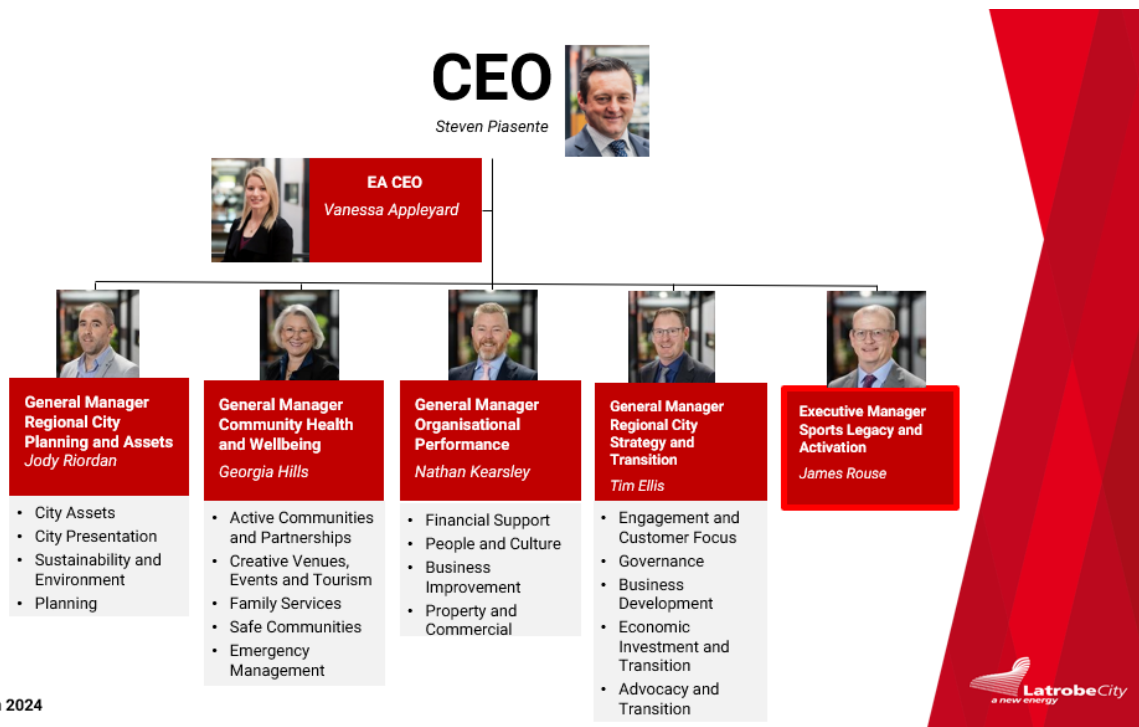 CEO
Steven Piasente
EA CEO
Vanessa Appleyard
General Manager
Regional City
Planning and Assets
Jody Riordan
• City Assets
• City Presentation
• Sustainability and
Environment
• Planning
General Manager
Community Health
and Wellbeing
Georgia Hills
• Active Communities
and Partnerships
• Creative Venues,
Events and Tourism
• Family Services
• Safe Communities
• Emergency
Management
General Manager
Organisational
Performance
Nathan Kearsley
• Financial Support
• People and Culture
• Business
Improvement
• Property and
Commercial
General Manager
Regional City
Strategy and
Transition
Tim Ellis
• Engagement and
Customer Focus
• Governance
• Business
Development
• Economic
Investment and
Transition
• Advocacy and
Transition
Executive Manager
Sports Legacy and
Activation
James Rouse
2024
LatrobeCity
a new energy